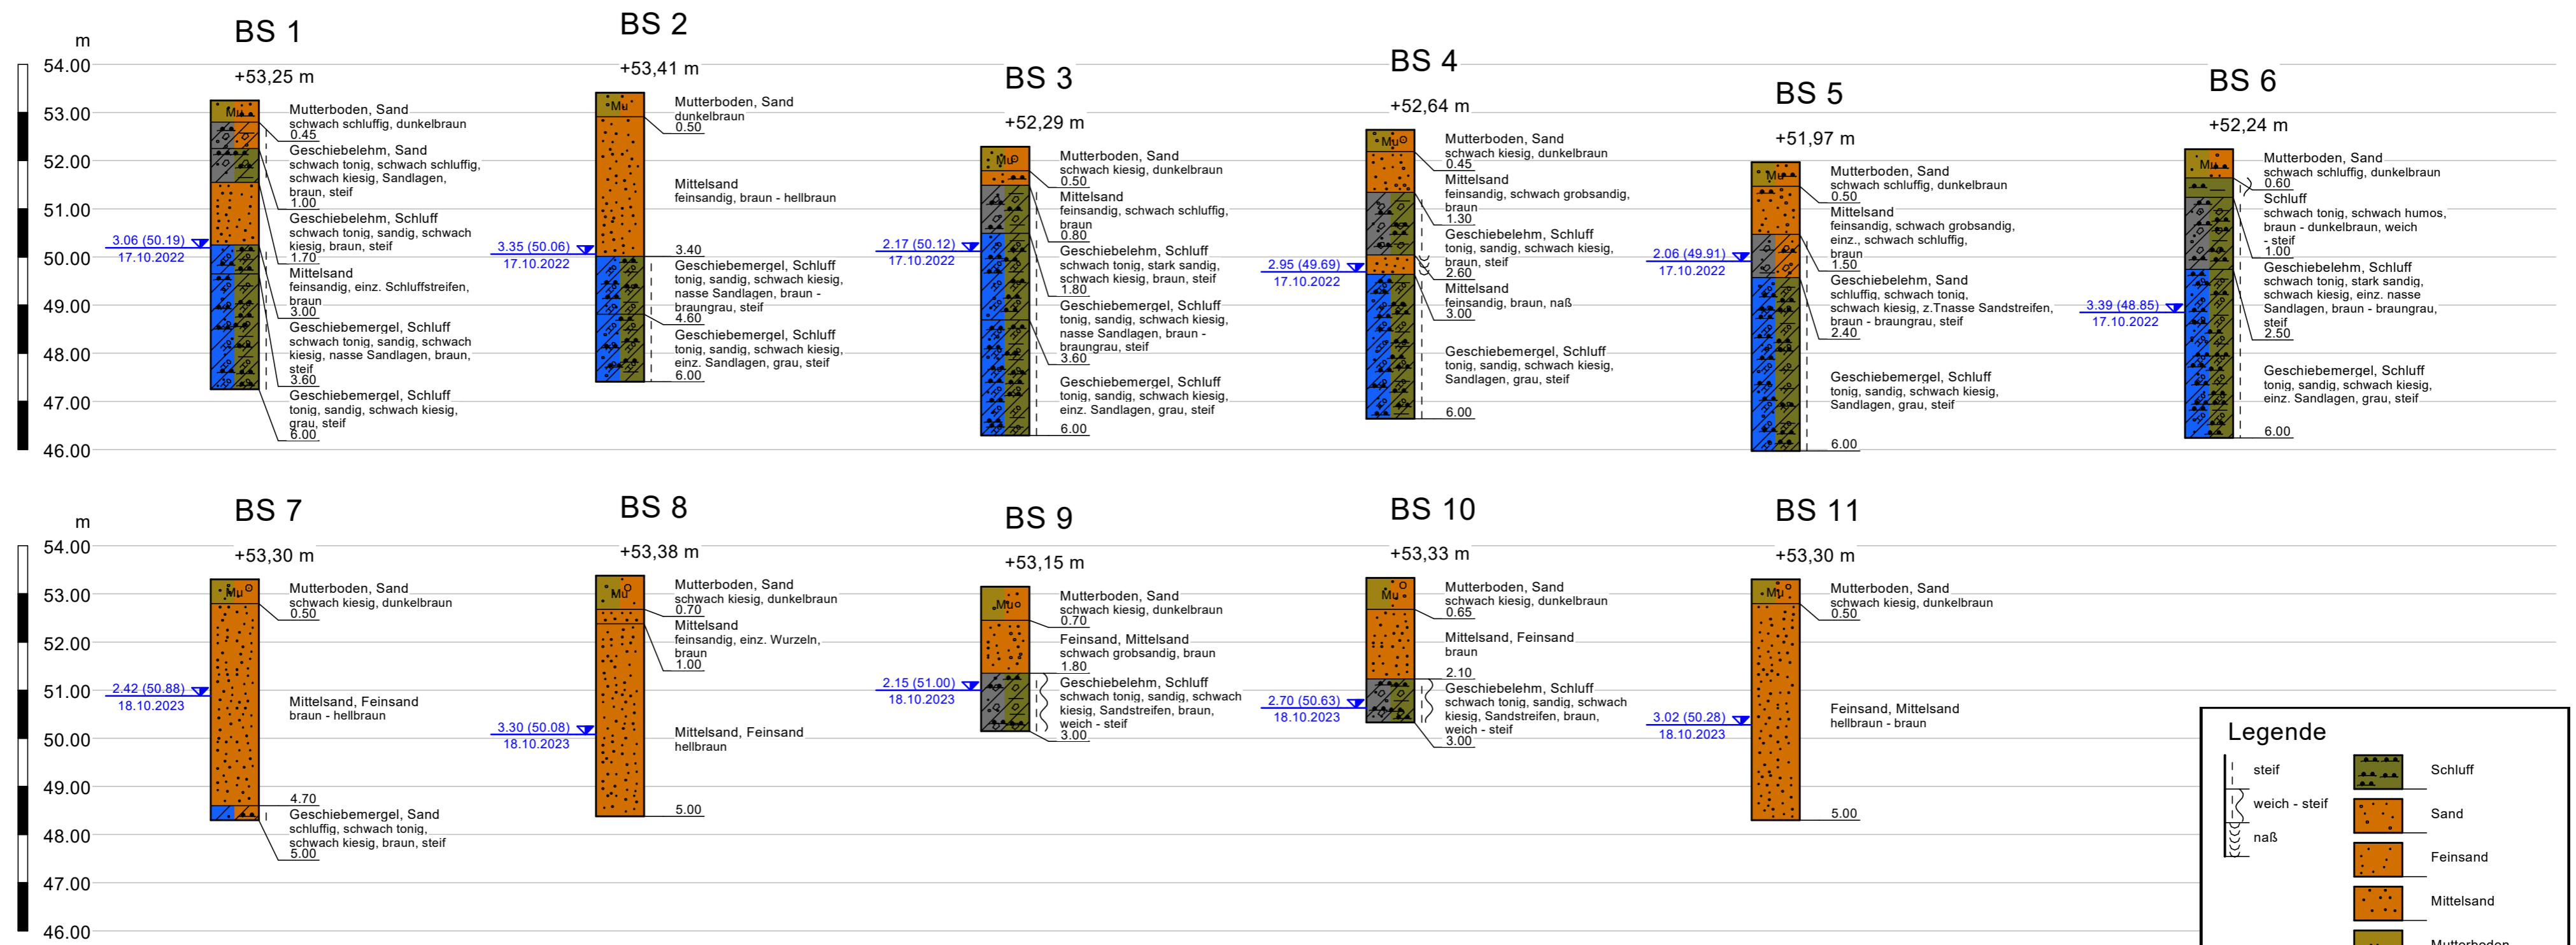 BS 1
+53,25 m
Mutterboden, Sand
schwach schluffig, dunkelbraun
0.45
Geschiebelehm, Sand
schwach tonig, schwach schluffig,
schwach kiesig, Sandlagen,
braun, steif
1.00
Geschiebelehm, Schluff
schwach tonig, sandig, schwach
kiesig, braun, steif
1.70
Mittelsand
feinsandig, einz. Schluffstreifen,
braun
3.00
Geschiebemergel, Schluff
schwach tonig, sandig, schwach
kiesig, nasse Sandlagen, braun,
steif
3.60
Geschiebemergel, Schluff
tonig, sandig, schwach kiesig,
grau, steif
6.00
Mu
3.06 (50.19)
17.10.2022
m
54.00
53.00
52.00
51.00
50.00
49.00
48.00
47.00
46.00
BS 2
+53,41 m
Mu
Mutterboden, Sand
dunkelbraun
0.50
Mittelsand
feinsandig, braun - hellbraun
3.40
Geschiebemergel, Schluff
tonig, sandig, schwach kiesig,
nasse Sandlagen, braun -
braungrau, steif
4.60
Geschiebemergel, Schluff
tonig, sandig, schwach kiesig,
einz. Sandlagen, grau, steif
6.00
3.35 (50.06)
17.10.2022
BS 3
+52,29 m
Mu
Mutterboden, Sand
schwach kiesig, dunkelbraun
0.50
Mittelsand
feinsandig, schwach schluffig,
braun
0.80
Geschiebelehm, Schluff
schwach tonig, stark sandig,
schwach kiesig, braun, steif
1.80
Geschiebemergel, Schluff
tonig, sandig, schwach kiesig,
nasse Sandlagen, braun -
braungrau, steif
3.60
Geschiebemergel, Schluff
tonig, sandig, schwach kiesig,
einz. Sandlagen, grau, steif
6.00
2.17 (50.12)
17.10.2022
BS 4
+52,64 m
Mu
Mutterboden, Sand
schwach kiesig, dunkelbraun
0.45
Mittelsand
feinsandig, schwach grobsandig,
braun
1.30
Geschiebelehm, Schluff
tonig, sandig, schwach kiesig,
braun, steif
2.60
Mittelsand
feinsandig, braun, naß
3.00
Geschiebemergel, Schluff
tonig, sandig, schwach kiesig,
Sandlagen, grau, steif
6.00
2.95 (49.69)
17.10.2022
BS 5
+51,97 m
Mu
Mutterboden, Sand
schwach schluffig, dunkelbraun
0.50
Mittelsand
feinsandig, schwach grobsandig,
einz., schwach schluffig,
braun
1.50
Geschiebelehm, Sand
schluffig, schwach tonig,
schwach kiesig, z.Tnasse Sandstreifen,
braun - braungrau, steif
2.40
Geschiebemergel, Schluff
tonig, sandig, schwach kiesig,
Sandlagen, grau, steif
6.00
2.06 (49.91)
17.10.2022
BS 6
+52,24 m
Mu
Mutterboden, Sand
schwach schluffig, dunkelbraun
0.60
Schluff
schwach tonig, schwach humos,
braun - dunkelbraun, weich
- steif
1.00
Geschiebelehm, Schluff
schwach tonig, stark sandig,
schwach kiesig, einz. nasse
Sandlagen, braun - braungrau,
steif
2.50
Geschiebemergel, Schluff
tonig, sandig, schwach kiesig,
einz. Sandlagen, grau, steif
6.00
3.39 (48.85)
17.10.2022
m
54.00
53.00
52.00
51.00
50.00
49.00
48.00
47.00
46.00
BS 7
+53,30 m
Mu
Mutterboden, Sand
schwach kiesig, dunkelbraun
0.50
Mittelsand, Feinsand
braun - hellbraun
4.70
Geschiebemergel, Sand
schluffig, schwach tonig,
schwach kiesig, braun, steif
5.00
2.42 (50.88)
18.10.2023
BS 8
+53,38 m
Mu
Mutterboden, Sand
schwach kiesig, dunkelbraun
0.70
Mittelsand
feinsandig, einz. Wurzeln,
braun
1.00
Mittelsand, Feinsand
hellbraun
5.00
3.30 (50.08)
18.10.2023
BS 9
+53,15 m
Mu
Mutterboden, Sand
schwach kiesig, dunkelbraun
0.70
Feinsand, Mittelsand
schwach grobsandig, braun
1.80
Geschiebelehm, Schluff
schwach tonig, sandig, schwach
kiesig, Sandstreifen, braun,
weich - steif
3.00
2.15 (51.00)
18.10.2023
BS 10
+53,33 m
Mu
Mutterboden, Sand
schwach kiesig, dunkelbraun
0.65
Mittelsand, Feinsand
braun
2.10
Geschiebelehm, Schluff
schwach tonig, sandig, schwach
kiesig, Sandstreifen, braun,
weich - steif
3.00
2.70 (50.63)
18.10.2023
BS 11
+53,30 m
Mu
Mutterboden, Sand
schwach kiesig, dunkelbraun
0.50
Feinsand, Mittelsand
hellbraun - braun
5.00
3.02 (50.28)
18.10.2023
Legende
steif
weich - steif
naß
Schluff
Sand
Feinsand
Mittelsand
Mutterboden